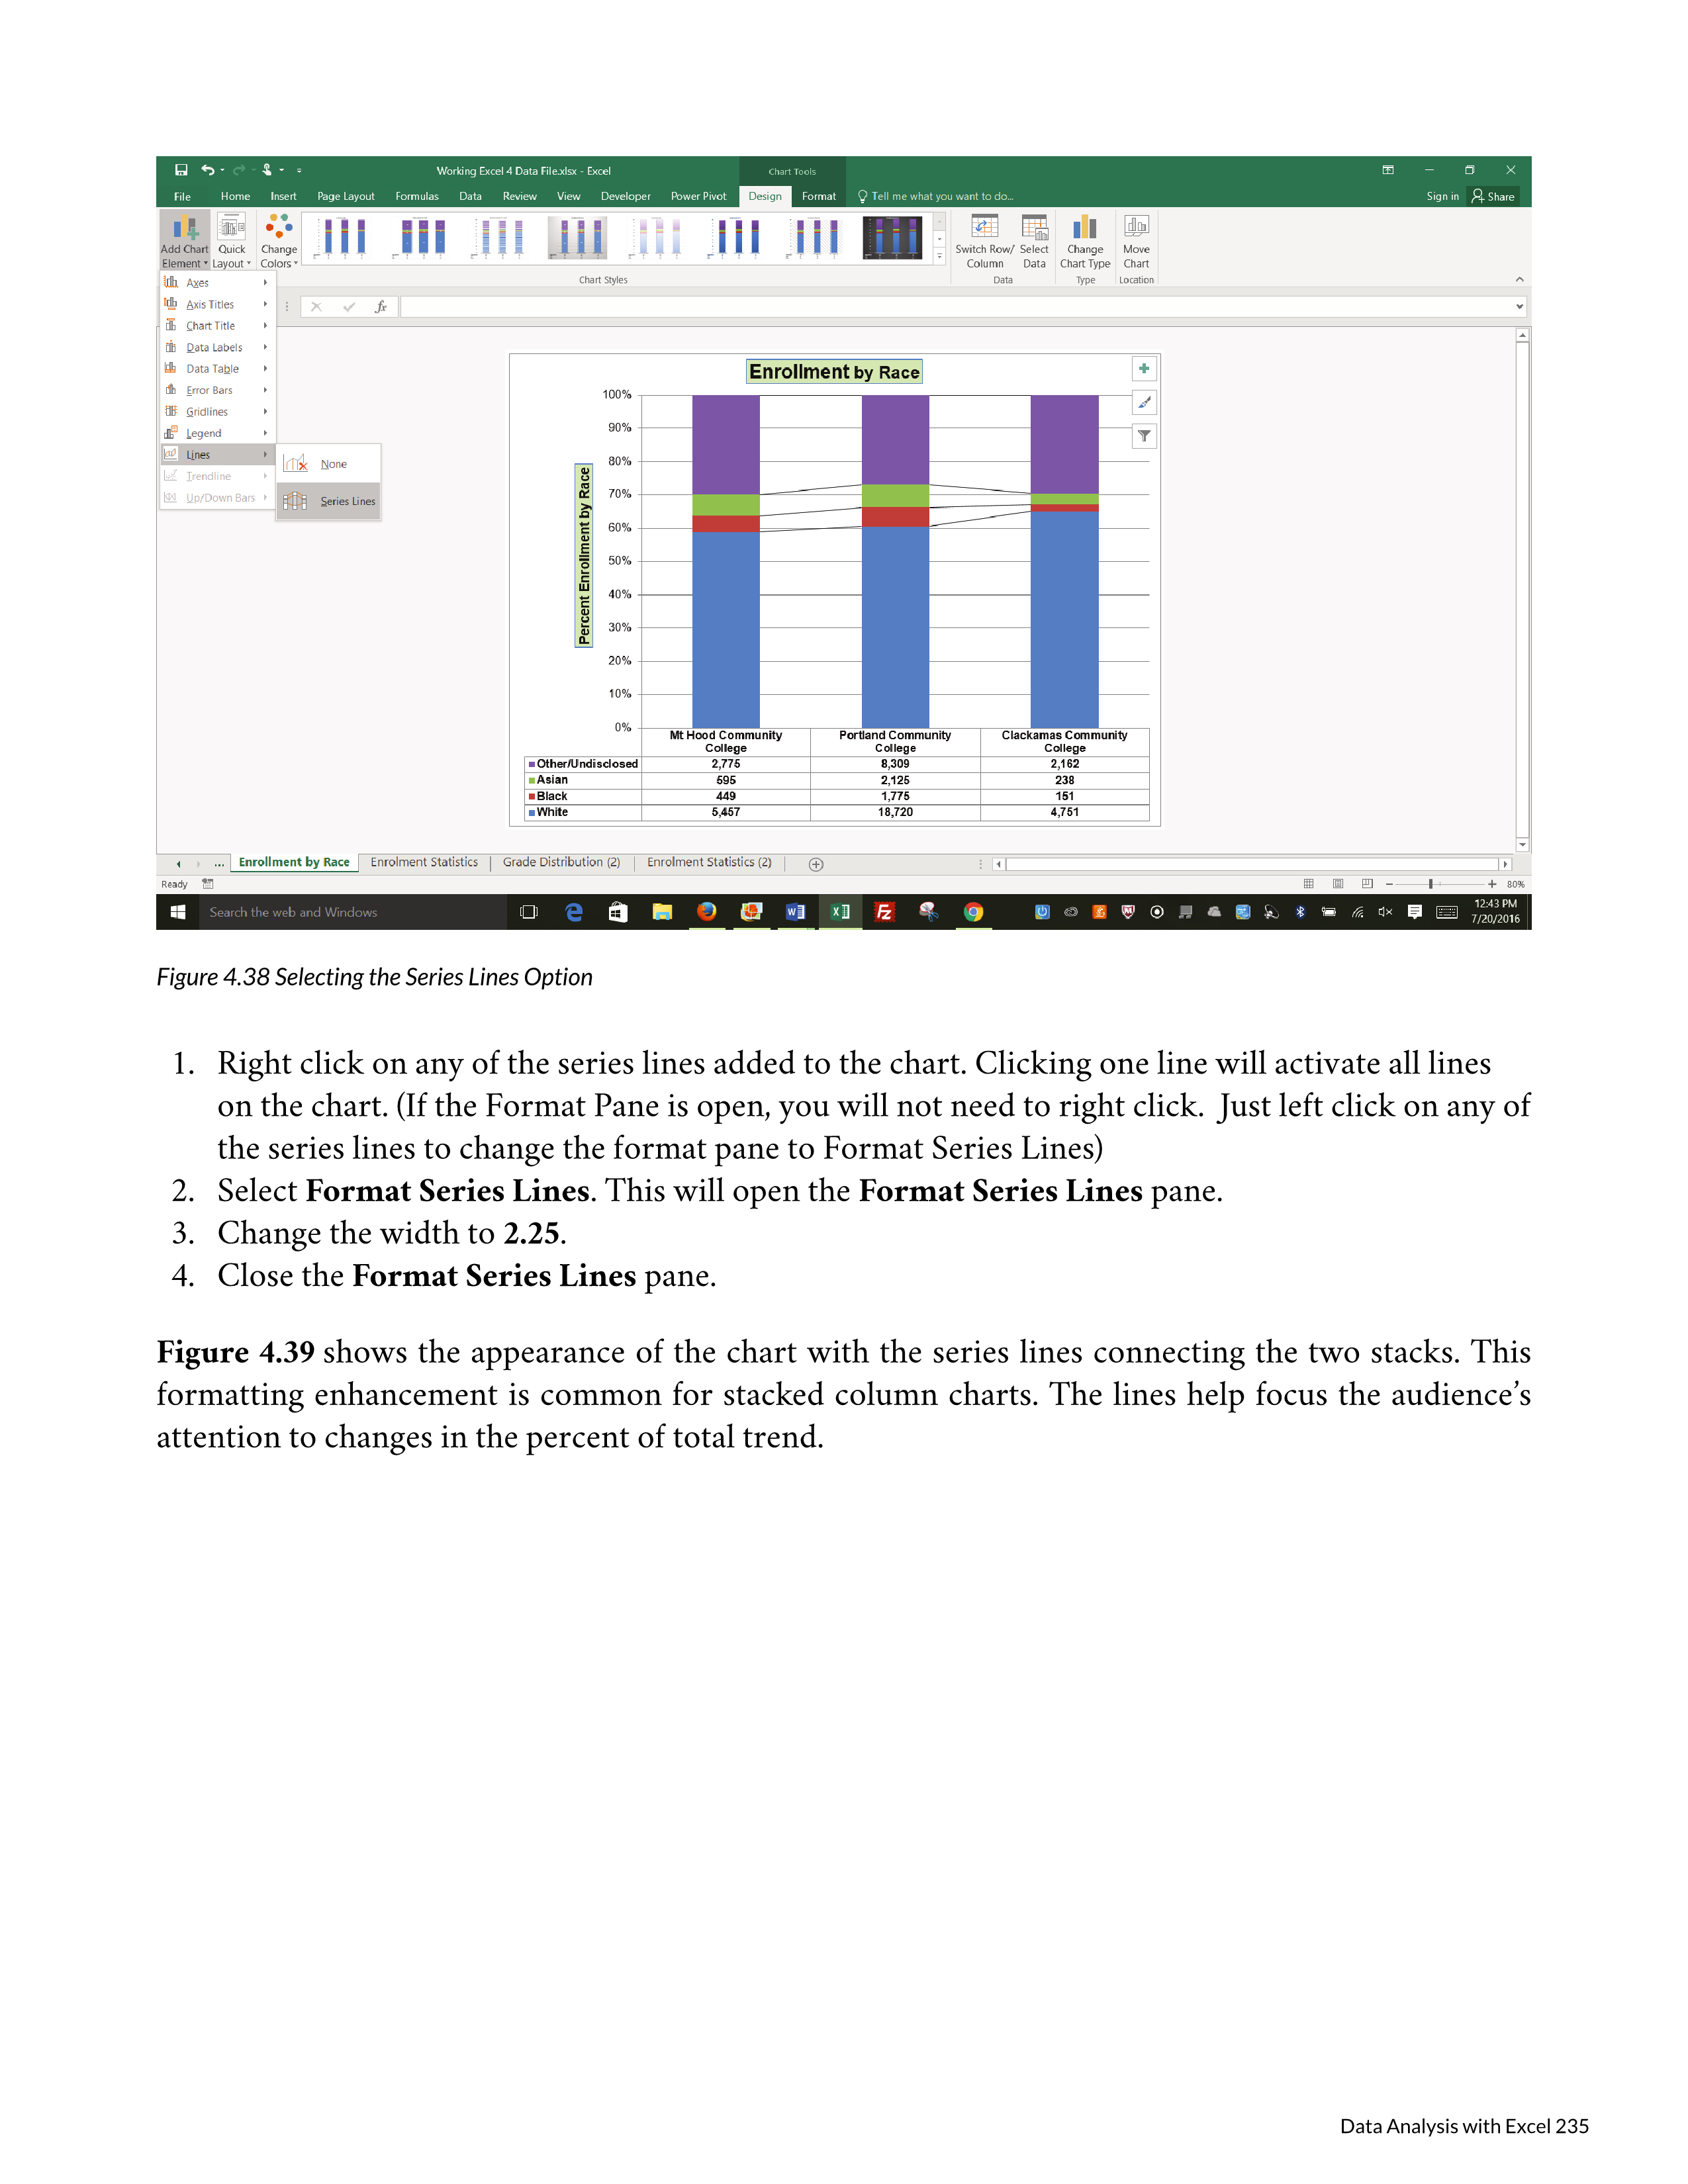 Working Excel 4 Data File.xlsx - Excel
Chart Tools
File Home Insert Page Layout Formulas Data Review View Developer Power Pivot Design Format Tell me what you want to do... Sign in Share
Add Chart Element Quick Layout Change Colors
Switch Row/ Column Select Data Change Chart Type Move Chart
Chart Styles Data Type Location
Axes
Axis Titles
Chart Title
Data Labels
Data Table
Error Bars
Gridlines
Legend
Lines
Trendline
Up/Down Bars
None
Series Lines
fx
Enrollment by Race
Percent Enrollment by Race
100%
90%
80%
70%
60%
50%
40%
30%
20%
10%
0%
Mt Hood Community College Portland Community College Clackamas Community College
Other/Undisclosed 2,775 8,309 2,162
Asian 595 2,125 238
Black 449 1,775 151
White 5,457 18,720 4,751
... Enrollment by Race Enrolment Statistics Grade Distribution (2) Enrolment Statistics (2)
Ready 80%
Search the web and Windows
12:43 PM
7/20/2016
Figure 4.38 Selecting the Series Lines Option
1. Right click on any of the series lines added to the chart. Clicking one line will activate all lines
on the chart. (If the Format Pane is open, you will not need to right click. Just left click on any of
the series lines to change the format pane to Format Series Lines)
2. Select Format Series Lines. This will open the Format Series Lines pane.
3. Change the width to 2.25.
4. Close the Format Series Lines pane.
Figure 4.39 shows the appearance of the chart with the series lines connecting the two stacks. This
formatting enhancement is common for stacked column charts. The lines help focus the audience’s
attention to changes in the percent of total trend.
Data Analysis with Excel 235